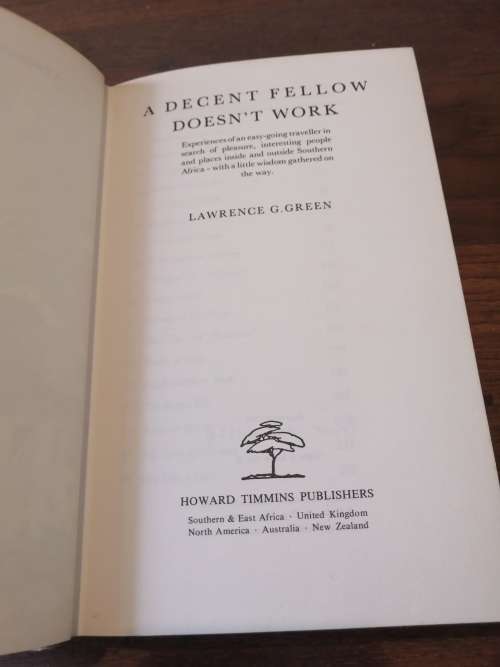 A DECENT FELLOW
DOESN'T WORK
Experiences of an easy-going traveller in
search of pleasure, interesting people
and places inside and outside Southern
Africa – with a little wisdom gathered on
the way.
LAWRENCE G. GREEN
HOWARD TIMMINS PUBLISHERS
Southern & East Africa · United Kingdom
North America · Australia · New Zealand